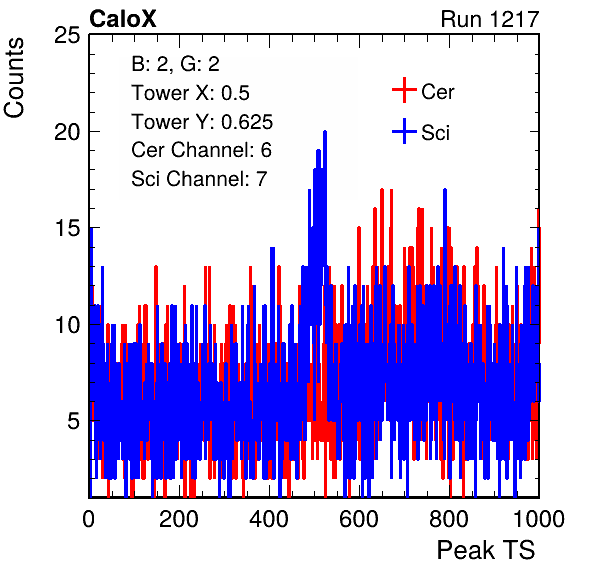 CaloX Run 1217
Counts
25
20
15
10
5
B: 2, G: 2
Tower X: 0.5
Tower Y: 0.625
Cer Channel: 6
Sci Channel: 7
Cer
Sci
0 200 400 600 800 1000
Peak TS